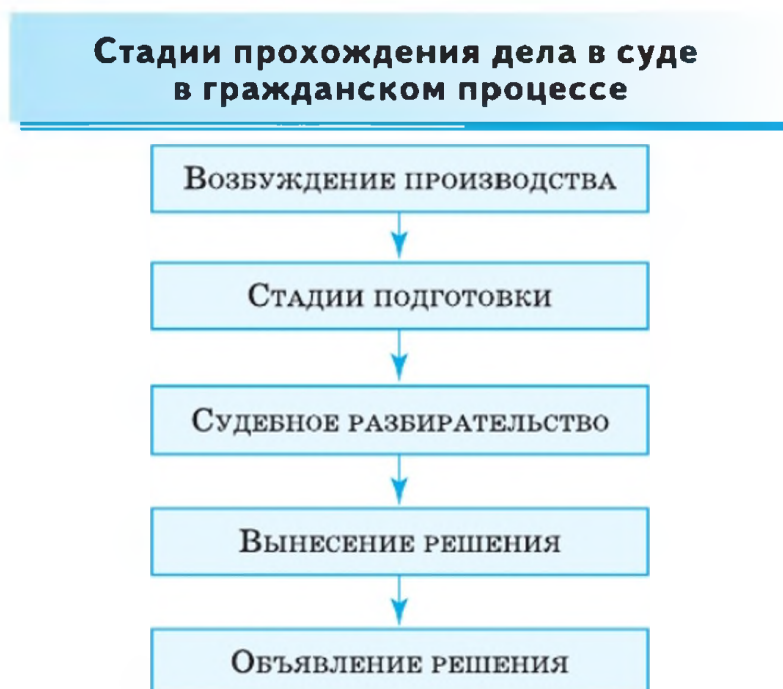 Стадии прохождения дела в суде
в гражданском процессе
Возбуждение производства
Стадии подготовки
Судебное разбирательство
Вынесение решения
Объявление решения